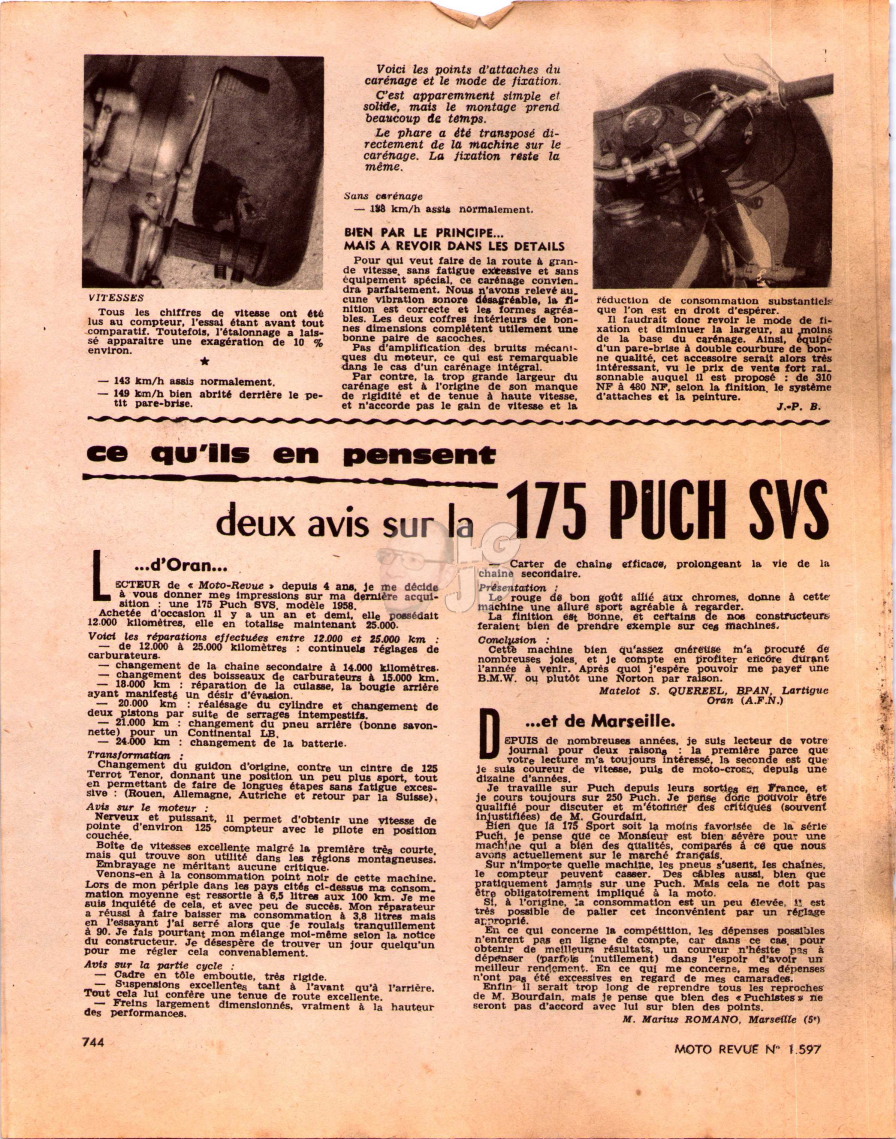 Voici les points d'attaches du
carénage et le mode de fixation.
C'est apparemment simple et
solide, mais le montage prend
beaucoup de temps.
Le phare a été transposé di-
rectement de la machine sur le
carénage. La fixation reste la
même.
VITESSES
Tous les chiffres de vitesse ont été
lus au compteur, l'essai étant avant tout
comparatif. Toutefois, l'étalonnage a lais-
sé apparaître une exagération de 10 %
environ.
★
— 143 km/h assis normalement.
— 149 km/h bien abrité derrière le pe-
tit pare-brise.
Sans carénage
— 138 km/h assis normalement.
BIEN PAR LE PRINCIPE...
MAIS A REVOIR DANS LES DETAILS
Pour qui veut faire de la route à gran-
de vitesse, sans fatigue excessive et sans
équipement spécial, ce carénage convien-
dra parfaitement. Nous n'avons relevé au-
cune vibration sonore désagréable, la fi-
nition est correcte et les formes agréa-
bles. Les deux coffres intérieurs de bon-
nes dimensions complètent utilement une
bonne paire de sacoches.
Pas d'amplification des bruits mécani-
ques du moteur, ce qui est remarquable
dans le cas d'un carénage intégral.
Par contre, la trop grande largeur du
carénage est à l'origine de son manque
de rigidité et de tenue à haute vitesse,
et n'accorde pas le gain de vitesse et la
réduction de consommation substantiels
que l'on est en droit d'espérer.
Il faudrait donc revoir le mode de fi-
xation et diminuer la largeur, au moins
de la base du carénage. Ainsi, équipé
d'un pare-brise à double courbure de bon-
ne qualité, cet accessoire serait alors très
intéressant, vu le prix de vente fort rai-
sonnable auquel il est proposé : de 310
NF à 480 NF, selon la finition, le système
d'attaches et la peinture.
J.-P. B.
ce qu'ils en pensent
deux avis sur la 175 PUCH SVS
...d'Oran...
LECTEUR de « Moto-Revue » depuis 4 ans, je me décide
à vous donner mes impressions sur ma dernière acqui-
sition : une 175 Puch SVS, modèle 1958.
Achetée d'occasion il y a un an et demi, elle possédait
12.000 kilomètres, elle en totalise maintenant 25.000.
Voici les réparations effectuées entre 12.000 et 25.000 km :
— de 12.000 à 25.000 kilomètres : continuels réglages de
carburateurs.
— changement de la chaîne secondaire à 14.000 kilomètres.
— changement des boisseaux de carburateurs à 15.000 km.
— 18.000 km : réparation de la culasse, la bougie arrière
ayant manifesté un désir d'évasion.
— 20.000 km : réalésage du cylindre et changement de
deux pistons par suite de serrages intempestifs.
— 21.000 km : changement du pneu arrière (bonne savon-
nette) pour un Continental LB.
— 24.000 km : changement de la batterie.
Transformation :
Changement du guidon d'origine, contre un cintre de 125
Terrot Tenor, donnant une position un peu plus sport, tout
en permettant de faire de longues étapes sans fatigue exces-
sive : (Rouen, Allemagne, Autriche et retour par la Suisse).
Avis sur le moteur :
Nerveux et puissant, il permet d'obtenir une vitesse de
pointe d'environ 125 compteur avec le pilote en position
couchée.
Boîte de vitesses excellente malgré la première très courte,
mais qui trouve son utilité dans les régions montagneuses.
Embrayage ne méritant aucune critique.
Venons-en à la consommation point noir de cette machine.
Lors de mon périple dans les pays cités ci-dessus ma consom-
mation moyenne est ressortie à 6,5 litres aux 100 km. Je me
suis inquiété de cela, et avec peu de succès. Mon réparateur
a réussi à faire baisser ma consommation à 3,8 litres mais
en l'essayant j'ai serré alors que je roulais tranquillement
à 90. Je fais pourtant mon mélange moi-même selon la notice
du constructeur. Je désespère de trouver un jour quelqu'un
pour me régler cela convenablement.
Avis sur la partie cycle :
— Cadre en tôle emboutie, très rigide.
— Suspensions excellentes tant à l'avant qu'à l'arrière.
Tout cela lui confère une tenue de route excellente.
— Freins largement dimensionnés, vraiment à la hauteur
des performances.
— Carter de chaîne efficace, prolongeant la vie de la
chaîne secondaire.
Présentation :
Le rouge de bon goût allié aux chromes, donne à cette
machine une allure sport agréable à regarder.
La finition est bonne, et certains de nos constructeurs
feraient bien de prendre exemple sur ces machines.
Conclusion :
Cette machine bien qu'assez onéreuse m'a procuré de
nombreuses joies, et je compte en profiter encore durant
l'année à venir. Après quoi j'espère pouvoir me payer une
B.M.W. ou plutôt une Norton par raison.
Matelot S. QUEREEL, BPAN, Lartigue
Oran (A.F.N.)
...et de Marseille.
DEPUIS de nombreuses années, je suis lecteur de votre
journal pour deux raisons : la première parce que
votre lecture m'a toujours intéressé, la seconde est que
je suis coureur de vitesse, puis de moto-cross, depuis une
dizaine d'années.
Je travaille sur Puch depuis leurs sorties en France, et
je cours toujours sur 250 Puch. Je pense donc pouvoir être
qualifié pour discuter et m'étonner des critiques (souvent
injustifiées) de M. Gourdain.
Bien que la 175 Sport soit la moins favorisée de la série
Puch, je pense que ce Monsieur est bien sévère pour une
machine qui a bien des qualités, comparés à ce que nous
avons actuellement sur le marché français.
Sur n'importe quelle machine, les pneus s'usent, les chaînes,
le compteur peuvent casser. Des câbles aussi, bien que
pratiquement jamais sur une Puch. Mais cela ne doit pas
être obligatoirement impliqué à la moto.
Si, à l'origine, la consommation est un peu élevée, il est
très possible de palier cet inconvénient par un réglage
approprié.
En ce qui concerne la compétition, les dépenses possibles
n'entrent pas en ligne de compte, car dans ce cas, pour
obtenir de meilleurs résultats, un coureur n'hésite pas à
dépenser (parfois inutilement) dans l'espoir d'avoir un
meilleur rendement. En ce qui me concerne, mes dépenses
n'ont pas été excessives en regard de mes camarades.
Enfin il serait trop long de reprendre tous les reproches
de M. Bourdain, mais je pense que bien des « Puchistes » ne
seront pas d'accord avec lui sur bien des points.
M. Marius ROMANO, Marseille (5e)
LG
JP
744
MOTO REVUE N° 1.597